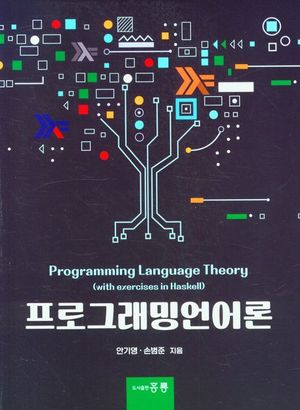 Programming Language Theory
(with exercises in Haskell)
프로그래밍언어론
안기영·손범준 지음
도서출판 홍릉